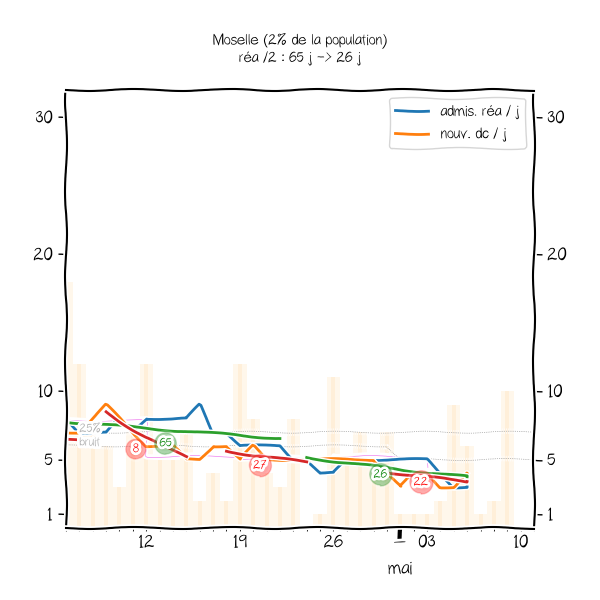 Moselle (2% de la population)
réa /2 : 65 j -> 26 j
admis. réa / j
nouv. dc / j
30 30
20 20
10 10
25%
bruit
8 65 27 26 22
5 5
1 1
12 19 26 1 03 10
mai